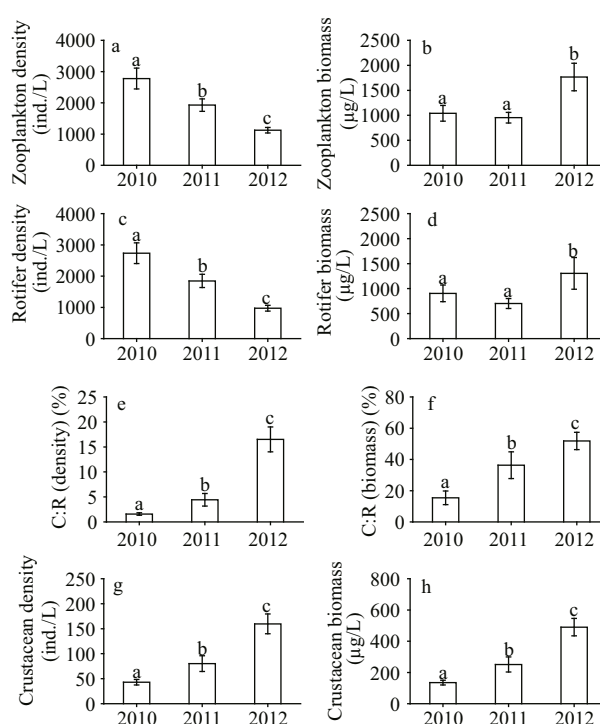 Zooplankton density
(ind./L)
4000
3000
2000
1000
0
a
a
b
c
2010
2011
2012
Zooplankton biomass
(µg/L)
2500
2000
1500
1000
500
0
b
a
a
b
2010
2011
2012
Rotifer density
(ind./L)
4000
3000
2000
1000
0
c
a
b
c
2010
2011
2012
Rotifer biomass
(µg/L)
2500
2000
1500
1000
500
0
d
a
a
b
2010
2011
2012
C:R (density) (%)
25
20
15
10
5
0
e
a
b
c
2010
2011
2012
C:R (biomass) (%)
80
60
40
20
0
f
a
b
c
2010
2011
2012
Crustacean density
(ind./L)
250
200
150
100
50
0
g
a
b
c
2010
2011
2012
Crustacean biomass
(µg/L)
800
600
400
200
0
h
a
b
c
2010
2011
2012